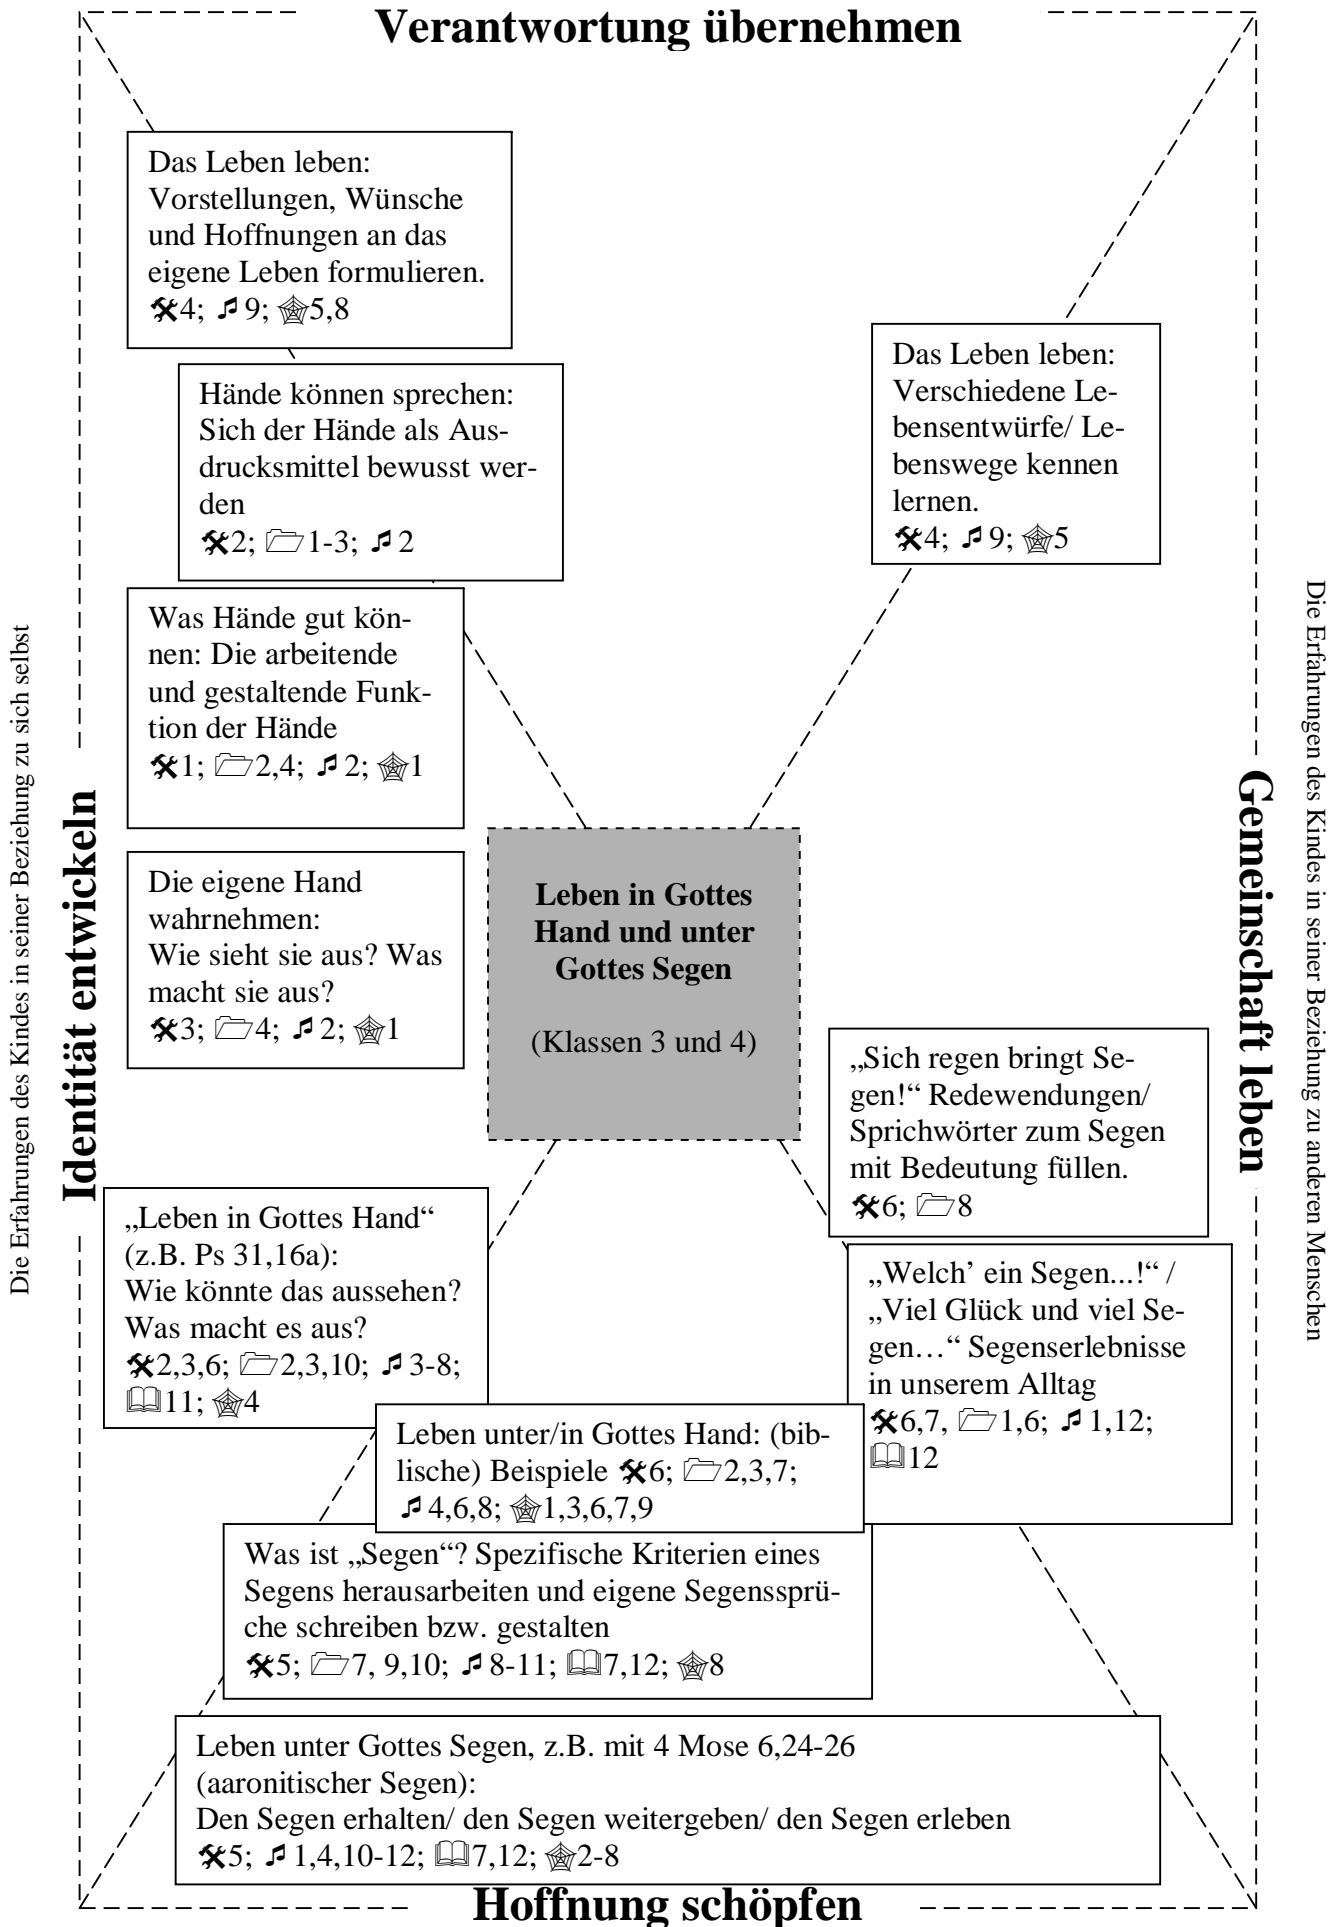 Verantwortung übernehmen
Das Leben leben:
Vorstellungen, Wünsche
und Hoffnungen an das
eigene Leben formulieren.
🛠4; ♫9; 🕸5,8
Das Leben leben:
Verschiedene Le-
bensentwürfe/ Le-
benswege kennen
lernen.
🛠4; ♫9; 🕸5
Hände können sprechen:
Sich der Hände als Aus-
drucksmittel bewusst wer-
den
🛠2; 🗁1-3; ♫2
Was Hände gut kön-
nen: Die arbeitende
und gestaltende Funk-
tion der Hände
🛠1; 🗁2,4; ♫2; 🕸1
Die eigene Hand
wahrnehmen:
Wie sieht sie aus? Was
macht sie aus?
🛠3; 🗁4; ♫2; 🕸1
Die Erfahrungen des Kindes in seiner Beziehung zu sich selbst
Identität entwickeln
Leben in Gottes
Hand und unter
Gottes Segen
(Klassen 3 und 4)
Gemeinschaft leben
Die Erfahrungen des Kindes in seiner Beziehung zu anderen Menschen
„Sich regen bringt Se-
gen!“ Redewendungen/
Sprichwörter zum Segen
mit Bedeutung füllen.
🛠6; 🗁8
„Leben in Gottes Hand“
(z.B. Ps 31,16a):
Wie könnte das aussehen?
Was macht es aus?
🛠2,3,6; 🗁2,3,10; ♫3-8;
🕮11; 🕸4
„Welch’ ein Segen...!“ /
„Viel Glück und viel Se-
gen…“ Segenserlebnisse
in unserem Alltag
🛠6,7, 🗁1,6; ♫1,12;
🕮12
Leben unter/in Gottes Hand: (bib-
lische) Beispiele 🛠6; 🗁2,3,7;
♫4,6,8; 🕸1,3,6,7,9
Was ist „Segen“? Spezifische Kriterien eines
Segens herausarbeiten und eigene Segenssprü-
che schreiben bzw. gestalten
🛠5; 🗁7, 9,10; ♫8-11; 🕮7,12; 🕸8
Leben unter Gottes Segen, z.B. mit 4 Mose 6,24-26
(aaronitischer Segen):
Den Segen erhalten/ den Segen weitergeben/ den Segen erleben
🛠5; ♫1,4,10-12; 🕮7,12; 🕸2-8
Hoffnung schöpfen